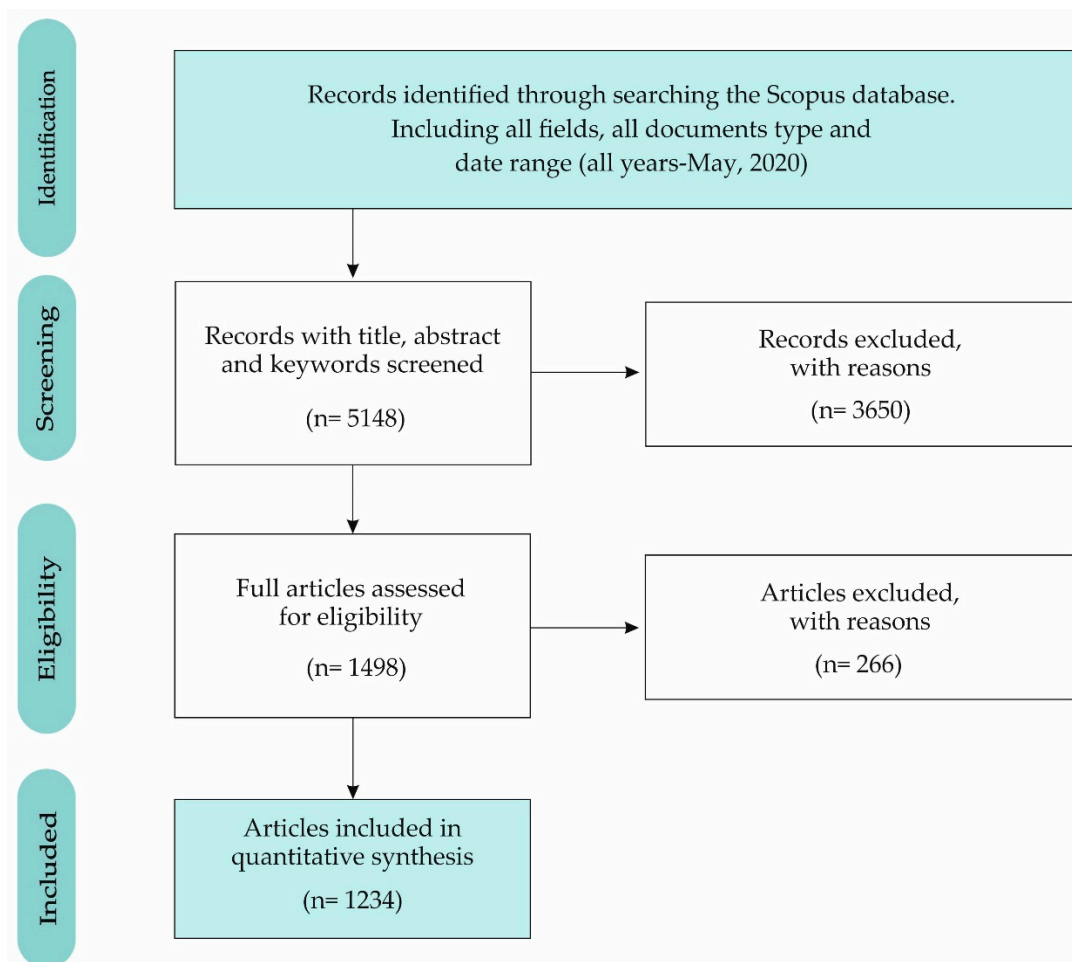 Identification
Records identified through searching the Scopus database.
Including all fields, all documents type and
date range (all years-May, 2020)
Screening
Records with title, abstract
and keywords screened
(n= 5148)
Records excluded,
with reasons
(n= 3650)
Eligibility
Full articles assessed
for eligibility
(n= 1498)
Articles excluded,
with reasons
(n= 266)
Included
Articles included in
quantitative synthesis
(n= 1234)